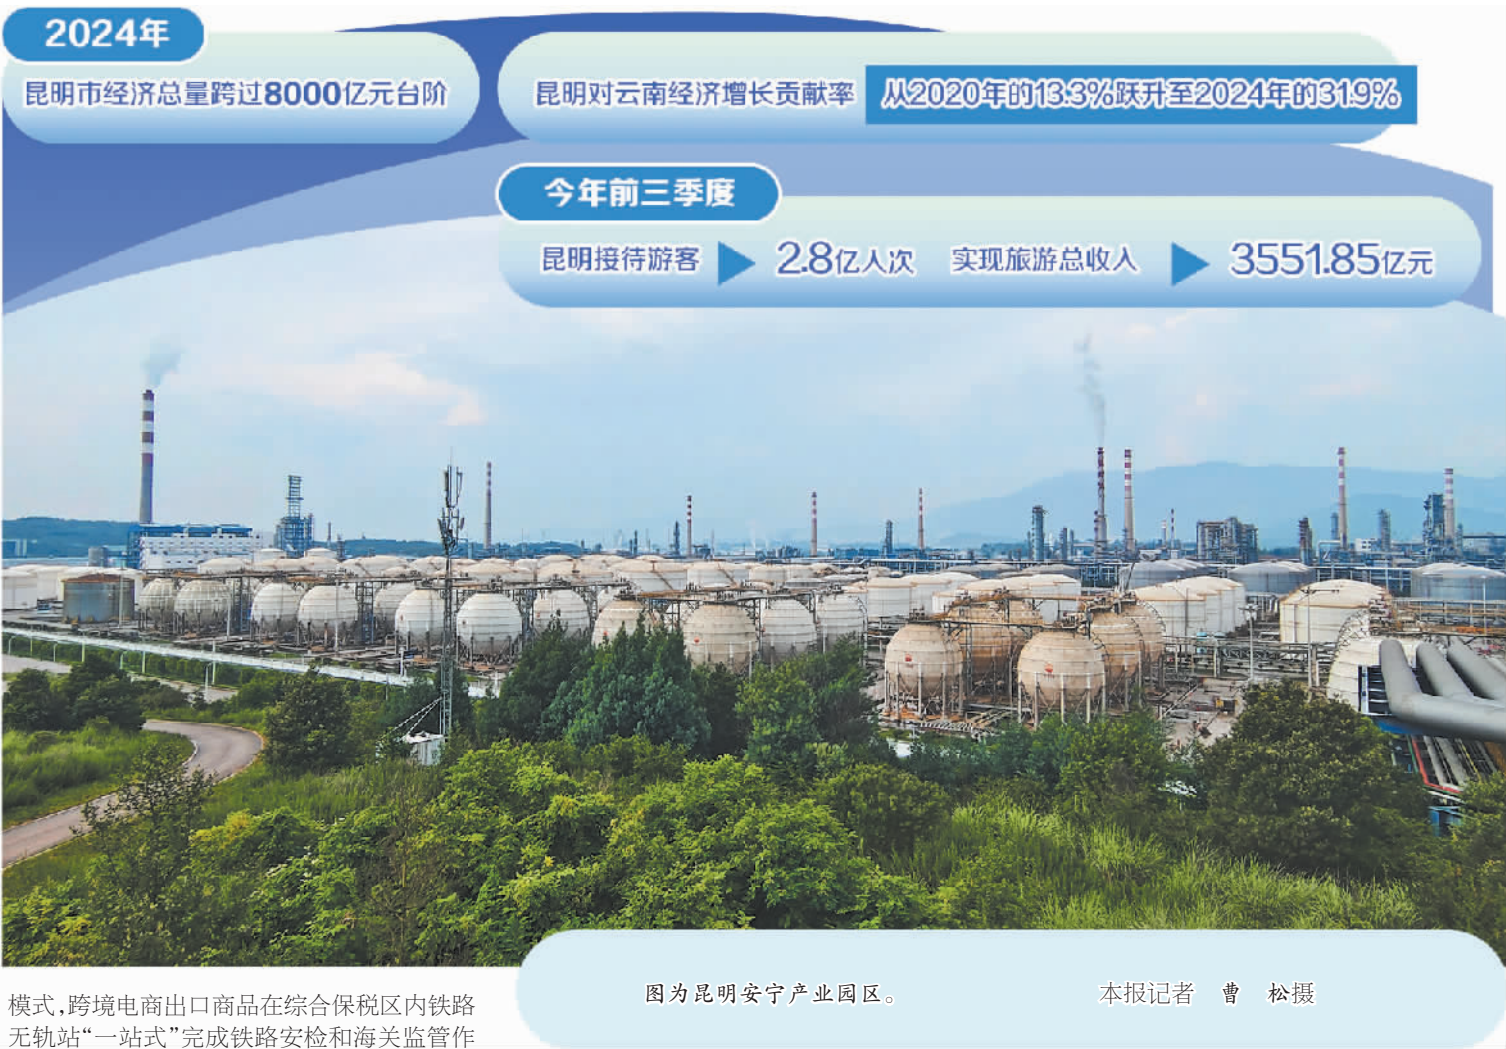 2024年
昆明市经济总量跨过8000亿元台阶
昆明对云南经济增长贡献率 从2020年的13.3%跃升至2024年的31.9%
今年前三季度
昆明接待游客 2.8亿人次 实现旅游总收入 3551.85亿元
图为昆明安宁产业园区。 本报记者 曹 松摄
模式，跨境电商出口商品在综合保税区内铁路
无轨站“一站式”完成铁路安检和海关监管作